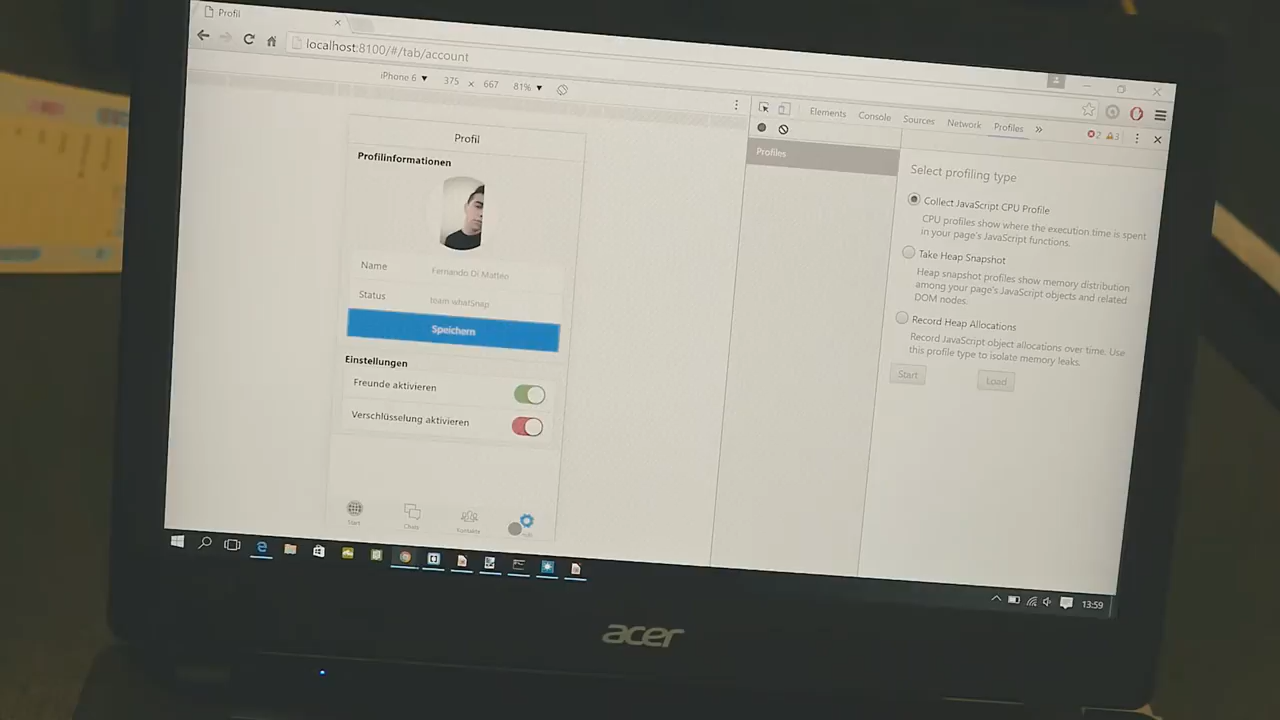 Profil
localhost:8100/#/tab/account
iPhone 6 ▼ 375 × 667 81% ▼
Elements Console Sources Network Profiles »
2 3
Profiles
Select profiling type
Collect JavaScript CPU Profile
CPU profiles show where the execution time is spent
in your page's JavaScript functions.
Take Heap Snapshot
Heap snapshot profiles show memory distribution
among your page's JavaScript objects and related
DOM nodes.
Record Heap Allocations
Record JavaScript object allocations over time. Use
this profile type to isolate memory leaks.
Start Load
Profil
Profilinformationen
Name Fernando Di Matteo
Status team whatSnap
Speichern
Einstellungen
Freunde aktivieren
Verschlüsselung aktivieren
Start Chats Kontakte
13:59
acer